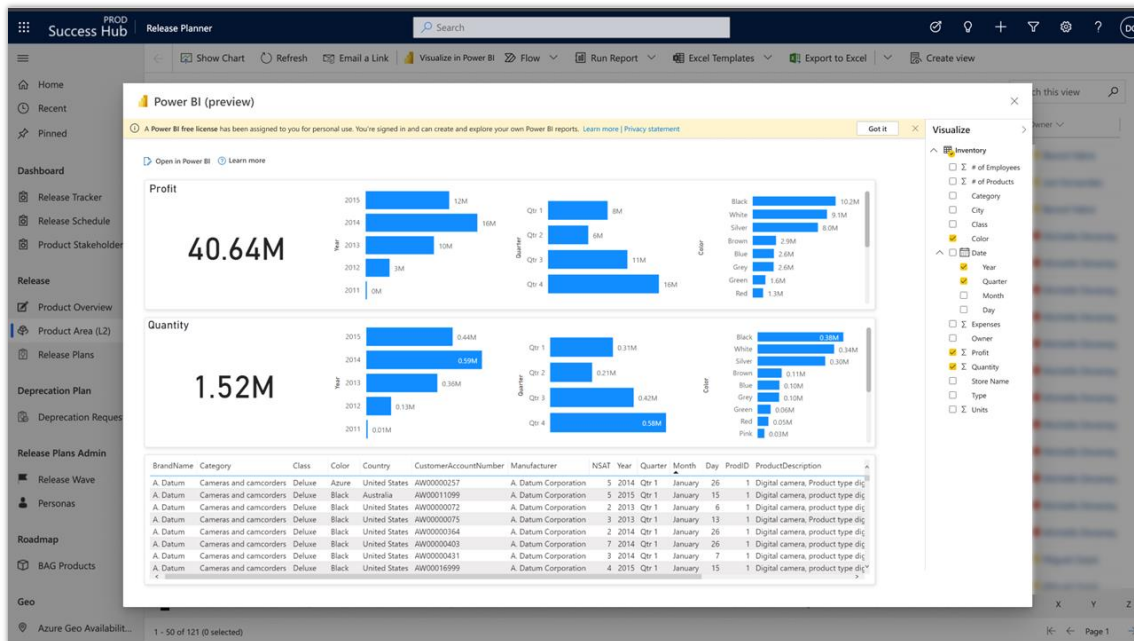 PROD
Success Hub
Release Planner
Search
DC
Show Chart
Refresh
Email a Link
Visualize in Power BI
Flow
Run Report
Excel Templates
Export to Excel
Create view
Home
Recent
Pinned
Dashboard
Release Tracker
Release Schedule
Product Stakeholder
Release
Product Overview
Product Area (L2)
Release Plans
Deprecation Plan
Deprecation Reques
Release Plans Admin
Release Wave
Personas
Roadmap
BAG Products
Geo
Azure Geo Availabilit...
ch this view
wner
Power BI (preview)
A Power BI free license has been assigned to you for personal use. You're signed in and can create and explore your own Power BI reports. Learn more | Privacy statement
Got it
Open in Power BI
Learn more
Profit
40.64M
Year
2015 12M
2014 16M
2013 10M
2012 3M
2011 0M
Quarter
Qtr 1 8M
Qtr 2 6M
Qtr 3 11M
Qtr 4 16M
Color
Black 10.2M
White 9.1M
Silver 8.0M
Brown 2.9M
Blue 2.6M
Grey 2.6M
Green 1.6M
Red 1.3M
Quantity
1.52M
Year
2015 0.44M
2014 0.59M
2013 0.36M
2012 0.13M
2011 0.01M
Quarter
Qtr 1 0.31M
Qtr 2 0.21M
Qtr 3 0.42M
Qtr 4 0.58M
Color
Black 0.38M
White 0.34M
Silver 0.30M
Brown 0.11M
Blue 0.10M
Grey 0.10M
Green 0.06M
Red 0.05M
Pink 0.03M
BrandName Category Class Color Country CustomerAccountNumber Manufacturer NSAT Year Quarter Month Day ProdID ProductDescription
A. Datum Cameras and camcorders Deluxe Azure United States AW00000257 A. Datum Corporation 5 2014 Qtr 1 January 26 1 Digital camera, product type dig
A. Datum Cameras and camcorders Deluxe Black Australia AW00011099 A. Datum Corporation 5 2015 Qtr 1 January 15 1 Digital camera, Product type dig
A. Datum Cameras and camcorders Deluxe Black United States AW00000072 A. Datum Corporation 2 2013 Qtr 1 January 6 1 Digital camera, product type dig
A. Datum Cameras and camcorders Deluxe Black United States AW00000075 A. Datum Corporation 3 2013 Qtr 1 January 13 1 Digital camera, product type dig
A. Datum Cameras and camcorders Deluxe Black United States AW00000364 A. Datum Corporation 2 2014 Qtr 1 January 26 1 Digital camera, product type dig
A. Datum Cameras and camcorders Deluxe Black United States AW00000403 A. Datum Corporation 7 2014 Qtr 1 January 26 1 Digital camera, product type dig
A. Datum Cameras and camcorders Deluxe Black United States AW00000431 A. Datum Corporation 3 2014 Qtr 1 January 7 1 Digital camera, product type dig
A. Datum Cameras and camcorders Deluxe Black United States AW00016999 A. Datum Corporation 4 2015 Qtr 1 January 15 1 Digital camera, product type dig
Visualize
Inventory
Σ # of Employees
Σ # of Products
Category
City
Class
Color
Date
Year
Quarter
Month
Day
Σ Expenses
Owner
Σ Profit
Σ Quantity
Store Name
Type
Σ Units
X Y Z
1 - 50 of 121 (0 selected)
Page 1